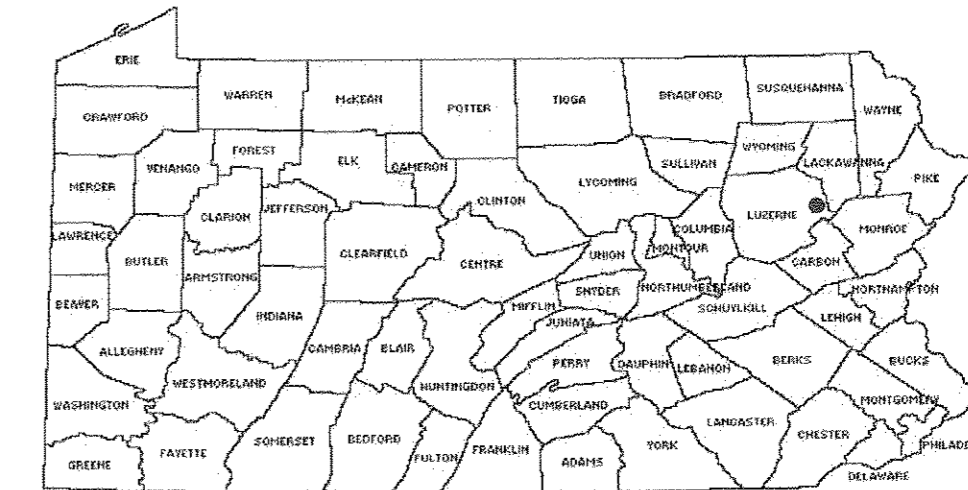 ERIE
CRAWFORD
WARREN
McKEAN
POTTER
TIOGA
BRADFORD
SUSQUEHANNA
WAYNE
WYOMING
LACKAWANNA
PIKE
MERCER
VENANGO
FOREST
ELK
CAMERON
SULLIVAN
LYCOMING
CLINTON
LUZERNE
CLARION
JEFFERSON
COLUMBIA
MONROE
LAWRENCE
BUTLER
CLEARFIELD
CENTRE
UNION
MONTOUR
CARBON
ARMSTRONG
BEAVER
INDIANA
MIFFLIN
SNYDER
NORTHUMBERLAND
NORTHAMPTON
SCHUYLKILL
LEHIGH
JUNIATA
ALLEGHENY
CAMBRIA
BLAIR
PERRY
DAUPHIN
LEBANON
BERKS
BUCKS
WESTMORELAND
HUNTINGDON
WASHINGTON
CUMBERLAND
MONTGOMERY
LANCASTER
CHESTER
GREENE
FAYETTE
SOMERSET
BEDFORD
FULTON
FRANKLIN
ADAMS
YORK
PHILADE
DELAWARE